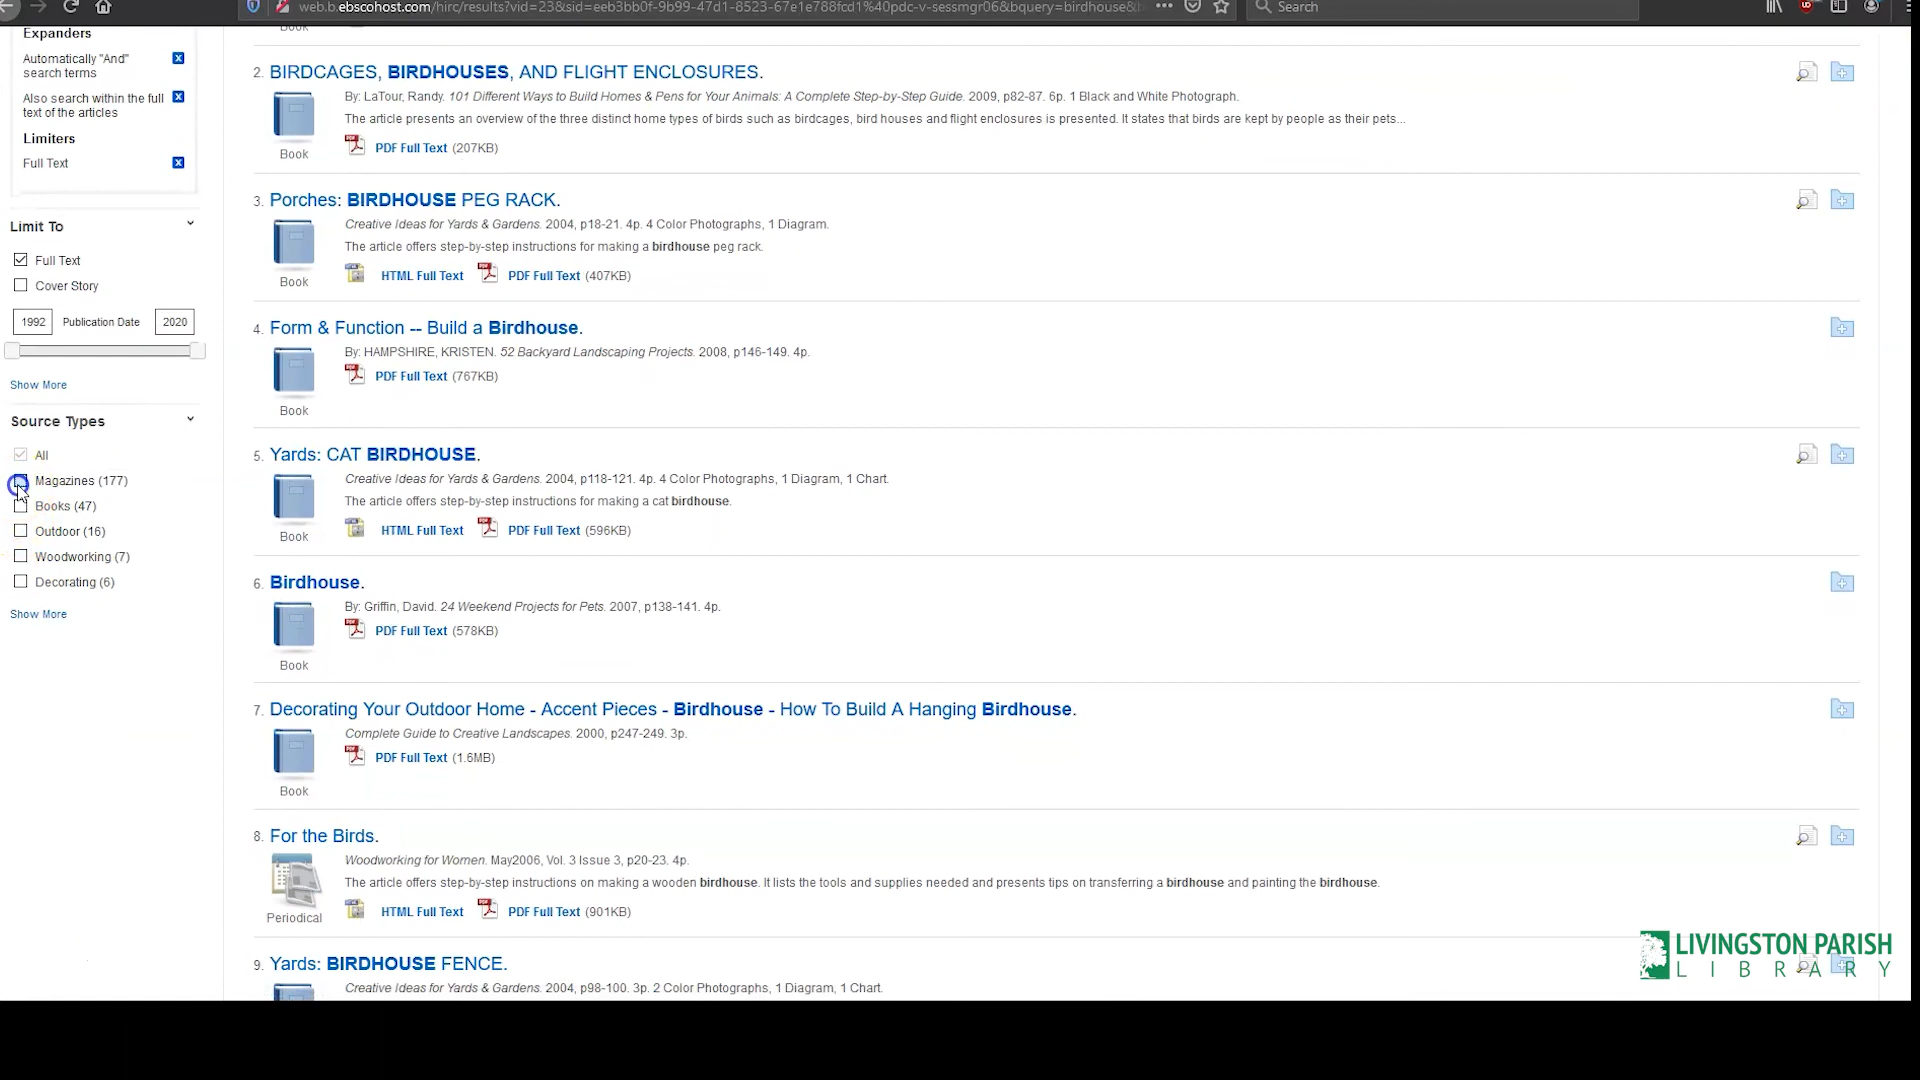 web.b.ebscohost.com/hirc/results?vid=23&sid=eeb3bb0f-9b99-47d1-8523-67e1e788fcd1%40pdc-v-sessmgr06&bquery=birdhouse&b
Search
Expanders
Automatically "And"
search terms
Also search within the full
text of the articles
Limiters
Full Text
Limit To
Full Text
Cover Story
1992 Publication Date 2020
Show More
Source Types
All
Magazines (177)
Books (47)
Outdoor (16)
Woodworking (7)
Decorating (6)
Show More
Book
2. BIRDCAGES, BIRDHOUSES, AND FLIGHT ENCLOSURES.
By: LaTour, Randy. 101 Different Ways to Build Homes & Pens for Your Animals: A Complete Step-by-Step Guide. 2009, p82-87. 6p. 1 Black and White Photograph.
The article presents an overview of the three distinct home types of birds such as birdcages, bird houses and flight enclosures is presented. It states that birds are kept by people as their pets...
PDF Full Text (207KB)
Book
3. Porches: BIRDHOUSE PEG RACK.
Creative Ideas for Yards & Gardens. 2004, p18-21. 4p. 4 Color Photographs, 1 Diagram.
The article offers step-by-step instructions for making a birdhouse peg rack.
HTML Full Text PDF Full Text (407KB)
Book
4. Form & Function -- Build a Birdhouse.
By: HAMPSHIRE, KRISTEN. 52 Backyard Landscaping Projects. 2008, p146-149. 4p.
PDF Full Text (767KB)
Book
5. Yards: CAT BIRDHOUSE.
Creative Ideas for Yards & Gardens. 2004, p118-121. 4p. 4 Color Photographs, 1 Diagram, 1 Chart.
The article offers step-by-step instructions for making a cat birdhouse.
HTML Full Text PDF Full Text (596KB)
Book
6. Birdhouse.
By: Griffin, David. 24 Weekend Projects for Pets. 2007, p138-141. 4p.
PDF Full Text (578KB)
Book
7. Decorating Your Outdoor Home - Accent Pieces - Birdhouse - How To Build A Hanging Birdhouse.
Complete Guide to Creative Landscapes. 2000, p247-249. 3p.
PDF Full Text (1.6MB)
Book
8. For the Birds.
Woodworking for Women. May2006, Vol. 3 Issue 3, p20-23. 4p.
The article offers step-by-step instructions on making a wooden birdhouse. It lists the tools and supplies needed and presents tips on transferring a birdhouse and painting the birdhouse.
HTML Full Text PDF Full Text (901KB)
Periodical
9. Yards: BIRDHOUSE FENCE.
Creative Ideas for Yards & Gardens. 2004, p98-100. 3p. 2 Color Photographs, 1 Diagram, 1 Chart.
LIVINGSTON PARISH
LIBRARY